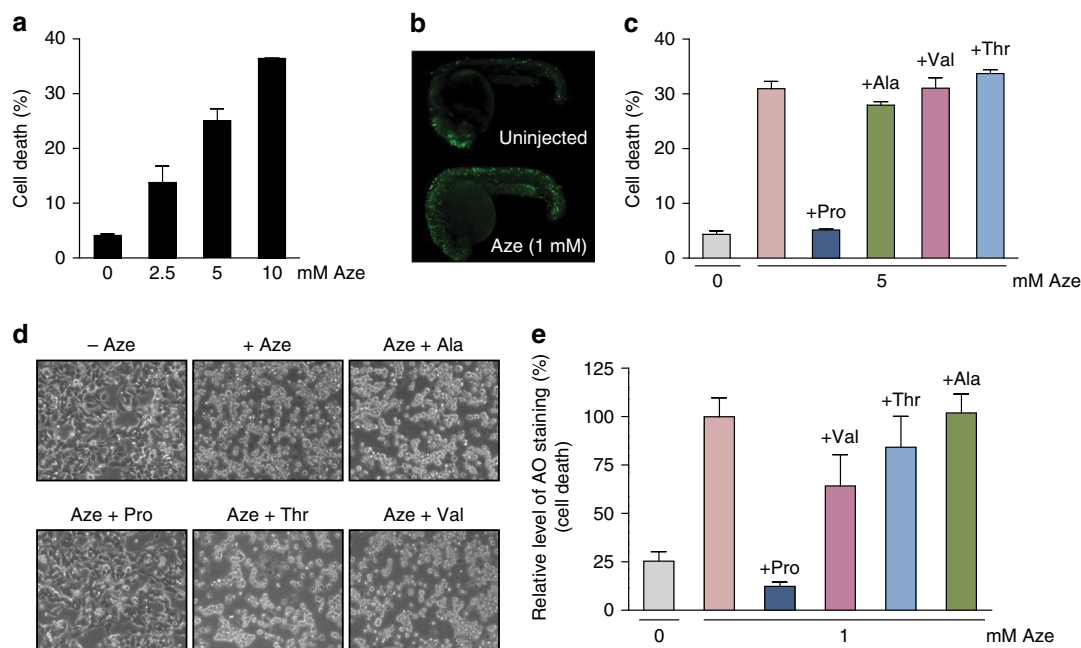 a
40
30
20
10
0
Cell death (%)
0 2.5 5 10 mM Aze
b
Uninjected
Aze (1 mM)
c
40
30
20
10
0
Cell death (%)
+Pro
+Ala
+Val
+Thr
0 5 mM Aze
d
– Aze + Aze Aze + Ala
Aze + Pro Aze + Thr Aze + Val
e
125
100
75
50
25
0
Relative level of AO staining (%)
(cell death)
+Pro
+Val
+Thr
+Ala
0 1 mM Aze